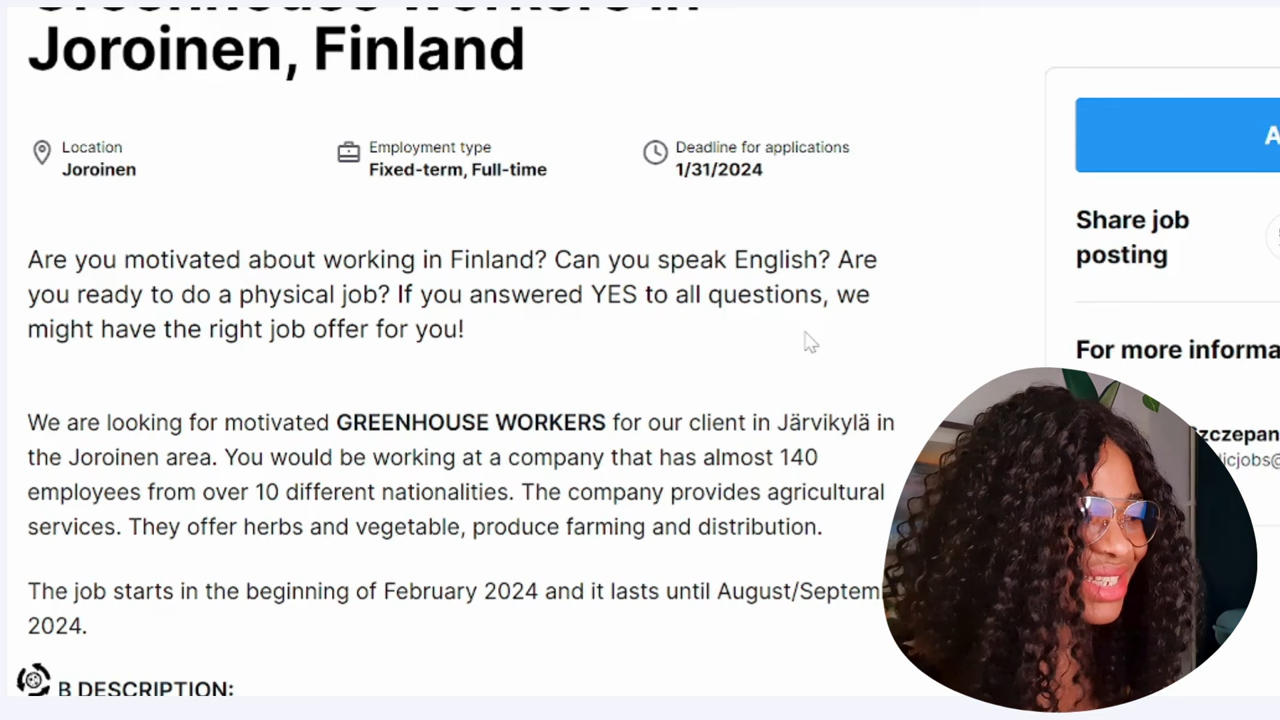 Greenhouse workers in
Joroinen, Finland
Location
Joroinen
Employment type
Fixed-term, Full-time
Deadline for applications
1/31/2024
Are you motivated about working in Finland? Can you speak English? Are
you ready to do a physical job? If you answered YES to all questions, we
might have the right job offer for you!
We are looking for motivated GREENHOUSE WORKERS for our client in Järvikylä in
the Joroinen area. You would be working at a company that has almost 140
employees from over 10 different nationalities. The company provides agricultural
services. They offer herbs and vegetable, produce farming and distribution.
The job starts in the beginning of February 2024 and it lasts until August/Septem
2024.
B DESCRIPTION:
A
Share job
posting
For more informa
zczepan
icjobs@